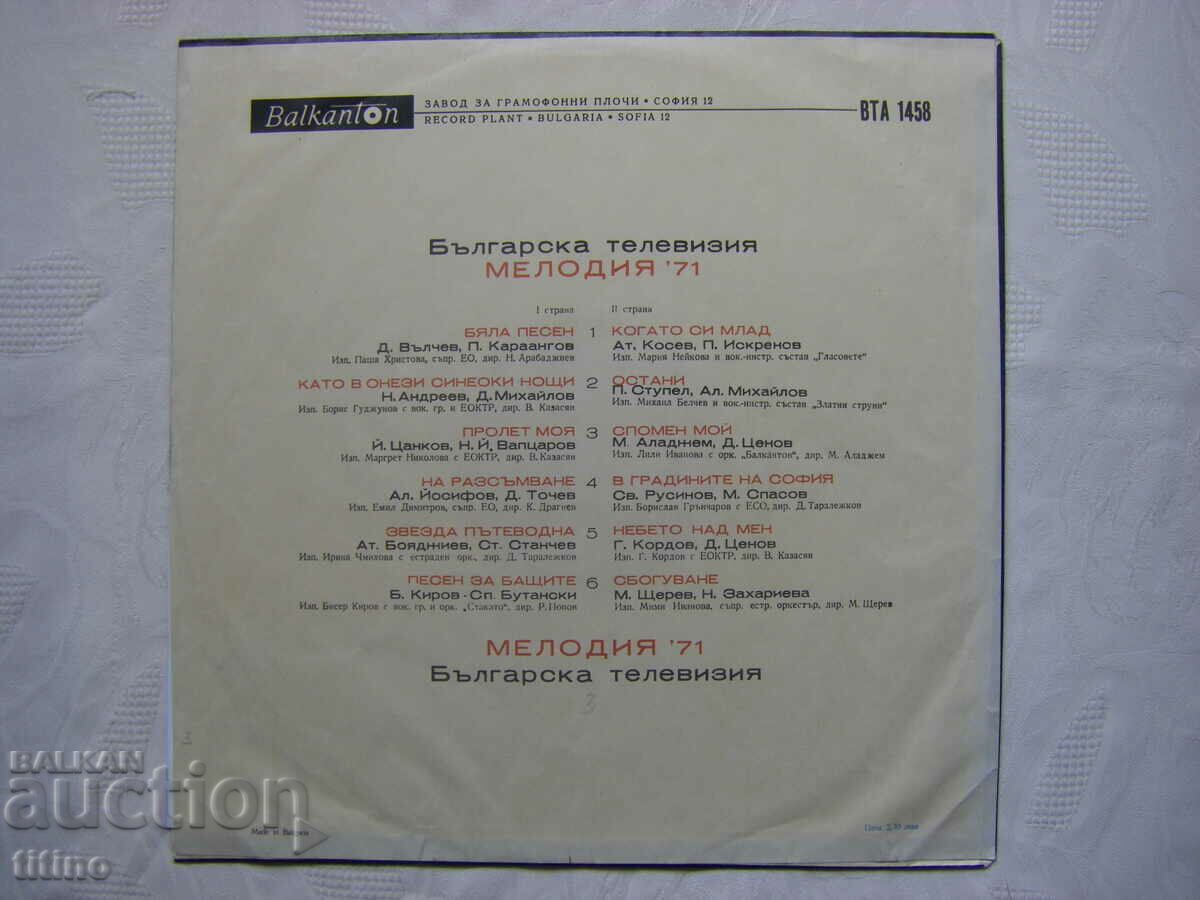 Balkanton
ЗАВОД ЗА ГРАМОФОННИ ПЛОЧИ • СОФИЯ 12
RECORD PLANT • BULGARIA • SOFIA 12
ВТА 1458
Българска телевизия
МЕЛОДИЯ '71
I страна
БЯЛА ПЕСЕН 1
Д. Вълчев, П. Караангов
Изп. Паша Христова, съпр. ЕО, дир. Н. Арабаджиев
КАТО В ОНЕЗИ СИНЕОКИ НОЩИ 2
Н. Андреев, Д. Михайлов
Изп. Борис Гуджунов с вок. гр. и ЕОКТР, дир. В. Казасян
ПРОЛЕТ МОЯ 3
Й. Цанков, Н. Й. Вапцаров
Изп. Маргрет Николова с ЕОКТР, дир. В. Казасян
НА РАЗСЪМВАНЕ 4
Ал. Йосифов, Д. Точев
Изп. Емил Димитров, съпр. ЕО, дир. К. Драгнев
ЗВЕЗДА ПЪТЕВОДНА 5
Ат. Бояджиев, Ст. Станчев
Изп. Ирина Чмихова с естраден орк., дир. Д. Таралежков
ПЕСЕН ЗА БАЩИТЕ 6
Б. Киров - Сп. Бутански
Изп. Бисер Киров с вок. гр. и орк. „Стакато", дир. Р. Попов
II страна
КОГАТО СИ МЛАД
Ат. Косев, П. Искренов
Изп. Мария Нейкова и вок.-инстр. състав „Гласовете"
ОСТАНИ
П. Ступел, Ал. Михайлов
Изп. Михаил Белчев и вок.-инстр. състав „Златни струни"
СПОМЕН МОЙ
М. Аладжем, Д. Ценов
Изп. Лили Иванова с орк. „Балкантон", дир. М. Аладжем
В ГРАДИНИТЕ НА СОФИЯ
Св. Русинов, М. Спасов
Изп. Борислав Грънчаров с ЕСО, дир. Д. Таралежков
НЕБЕТО НАД МЕН
Г. Кордов, Д. Ценов
Изп. Г. Кордов с ЕОКТР, дир. В. Казасян
СБОГУВАНЕ
М. Щерев, Н. Захариева
Изп. Мими Иванова, съпр. естр. оркестър, дир. М. Щерев
МЕЛОДИЯ '71
Българска телевизия
3
3
BALKAN
auction
titino
Made in Bulgaria
Цена